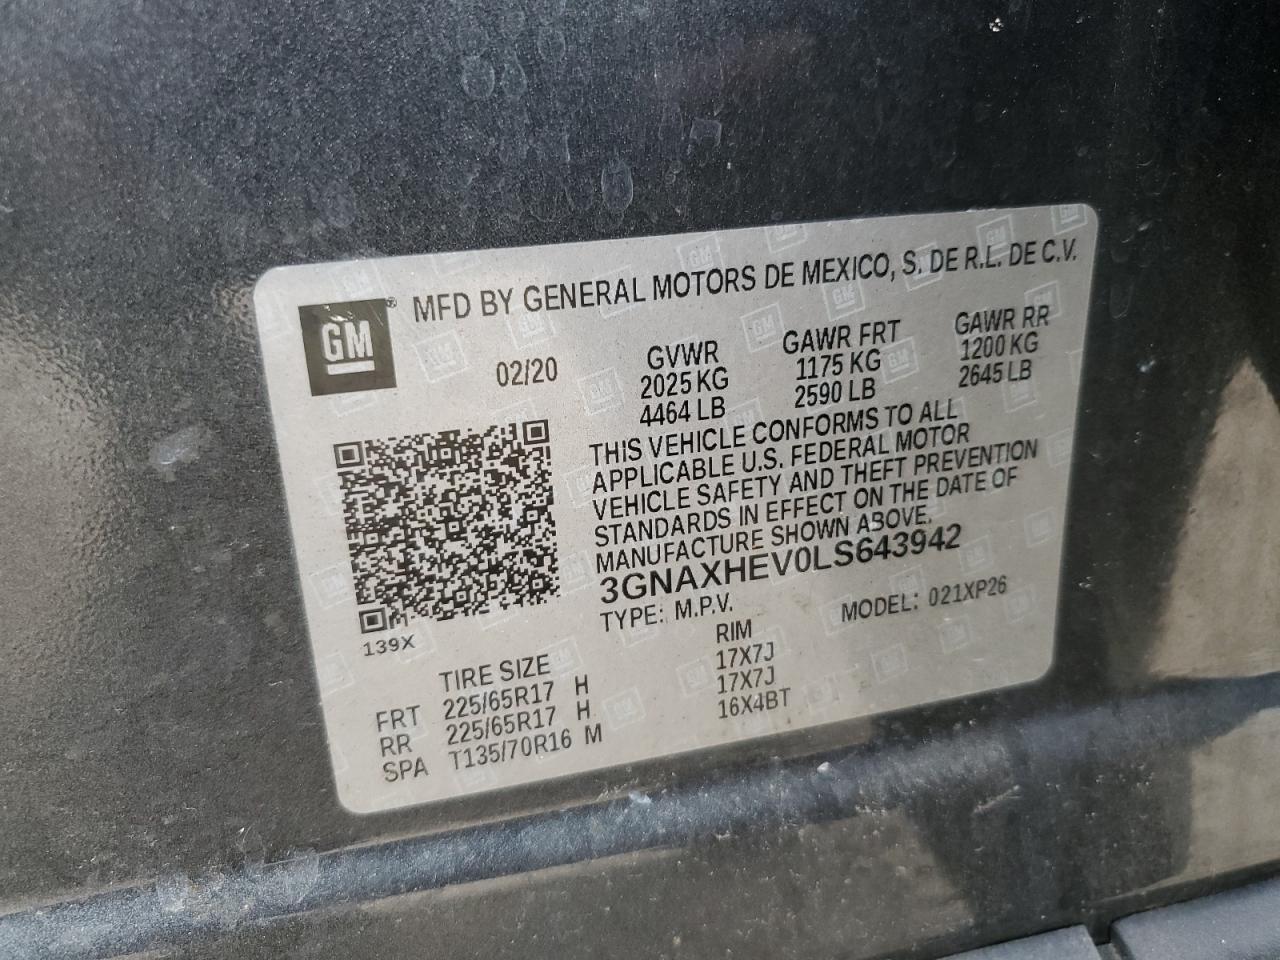 GM
® MFD BY GENERAL MOTORS DE MEXICO, S. DE R.L. DE C.V.
02/20
GVWR GAWR FRT GAWR RR
2025 KG 1175 KG 1200 KG
4464 LB 2590 LB 2645 LB
THIS VEHICLE CONFORMS TO ALL
APPLICABLE U.S. FEDERAL MOTOR
VEHICLE SAFETY AND THEFT PREVENTION
STANDARDS IN EFFECT ON THE DATE OF
MANUFACTURE SHOWN ABOVE.
3GNAXHEV0LS643942
TYPE: M.P.V. MODEL: 021XP26
139X
TIRE SIZE RIM
FRT 225/65R17 H 17X7J
RR 225/65R17 H 17X7J
SPA T135/70R16 M 16X4BT